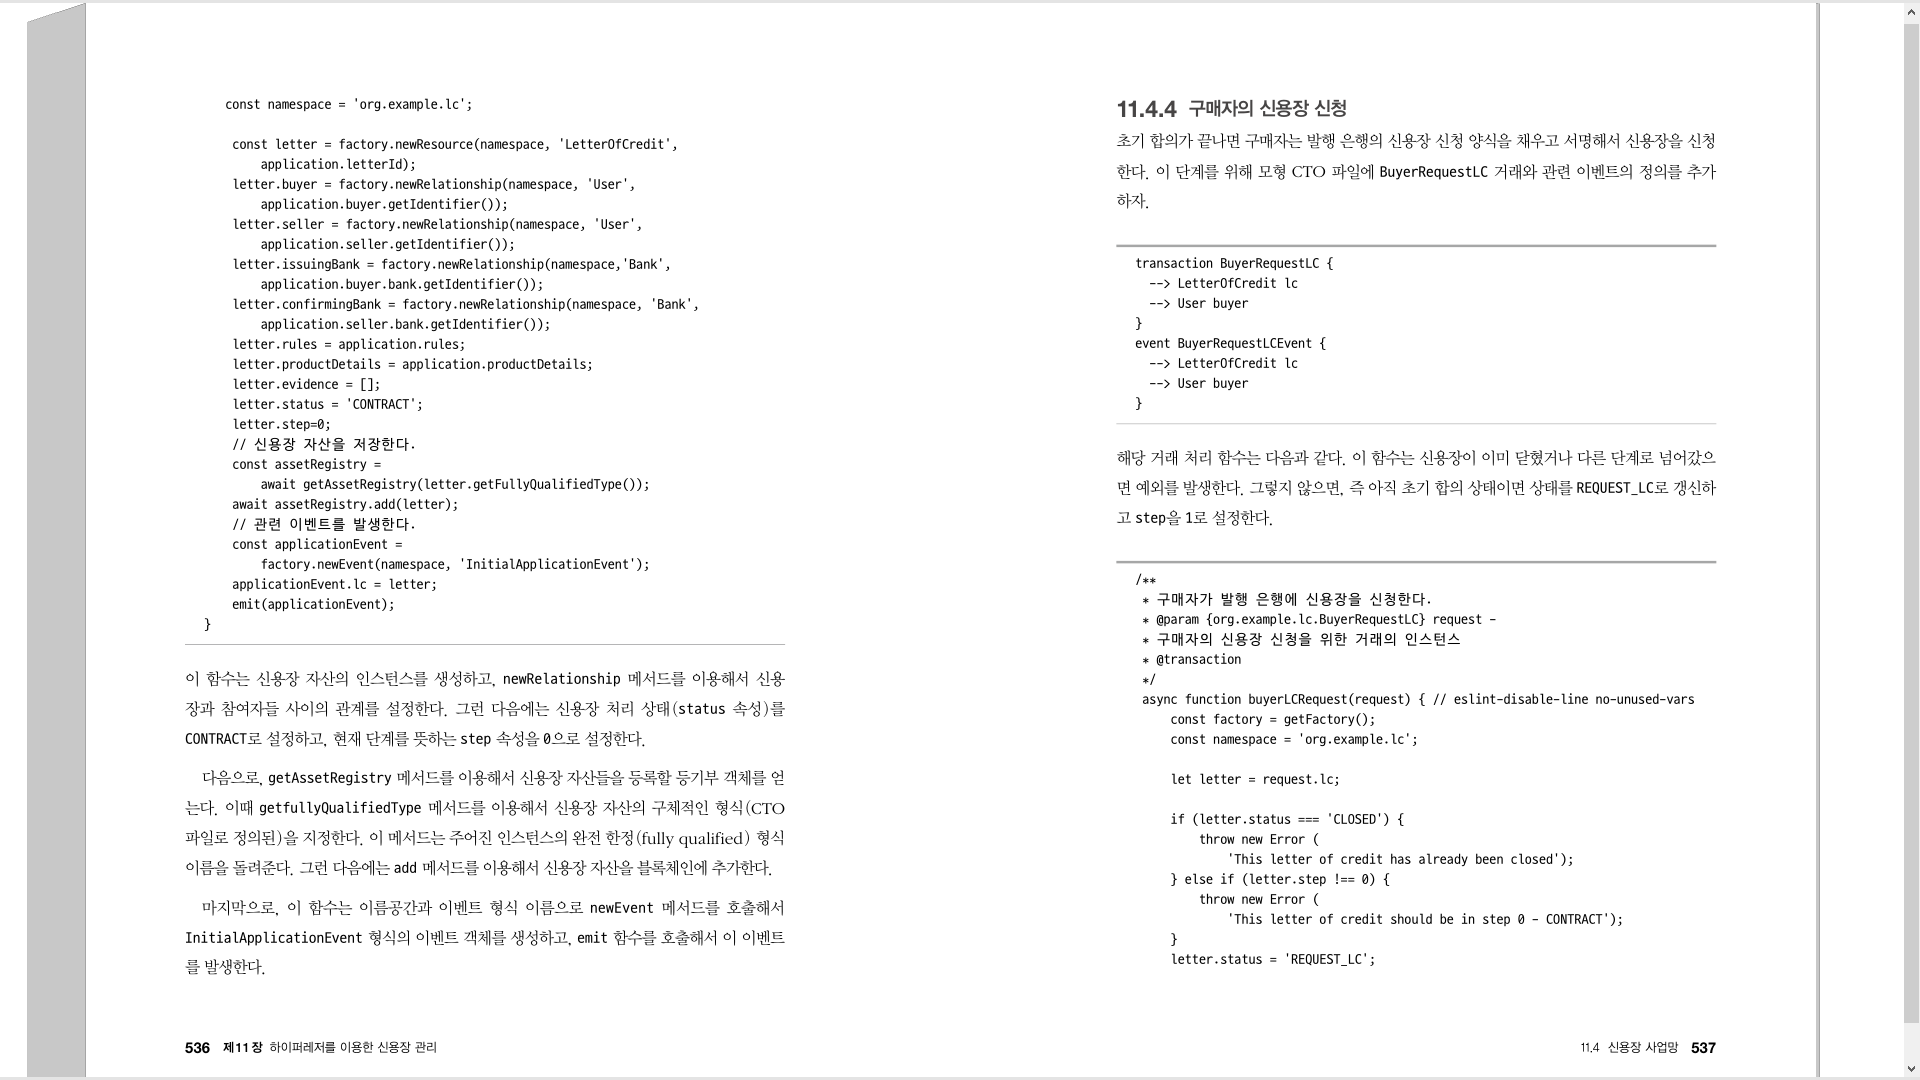 const namespace = 'org.example.lc';
const letter = factory.newResource(namespace, 'LetterOfCredit',
application.letterId);
letter.buyer = factory.newRelationship(namespace, 'User',
application.buyer.getIdentifier());
letter.seller = factory.newRelationship(namespace, 'User',
application.seller.getIdentifier());
letter.issuingBank = factory.newRelationship(namespace,'Bank',
application.buyer.bank.getIdentifier());
letter.confirmingBank = factory.newRelationship(namespace, 'Bank',
application.seller.bank.getIdentifier());
letter.rules = application.rules;
letter.productDetails = application.productDetails;
letter.evidence = [];
letter.status = 'CONTRACT';
letter.step=0;
// 신용장 자산을 저장한다.
const assetRegistry =
await getAssetRegistry(letter.getFullyQualifiedType());
await assetRegistry.add(letter);
// 관련 이벤트를 발생한다.
const applicationEvent =
factory.newEvent(namespace, 'InitialApplicationEvent');
applicationEvent.lc = letter;
emit(applicationEvent);
}
이 함수는 신용장 자산의 인스턴스를 생성하고, newRelationship 메서드를 이용해서 신용
장과 참여자들 사이의 관계를 설정한다. 그런 다음에는 신용장 처리 상태(status 속성)를
CONTRACT로 설정하고, 현재 단계를 뜻하는 step 속성을 0으로 설정한다.
다음으로, getAssetRegistry 메서드를 이용해서 신용장 자산들을 등록할 등기부 객체를 얻
는다. 이때 getfullyQualifiedType 메서드를 이용해서 신용장 자산의 구체적인 형식(CTO
파일로 정의된)을 지정한다. 이 메서드는 주어진 인스턴스의 완전 한정(fully qualified) 형식
이름을 돌려준다. 그런 다음에는 add 메서드를 이용해서 신용장 자산을 블록체인에 추가한다.
마지막으로, 이 함수는 이름공간과 이벤트 형식 이름으로 newEvent 메서드를 호출해서
InitialApplicationEvent 형식의 이벤트 객체를 생성하고, emit 함수를 호출해서 이 이벤트
를 발생한다.
536 제11장 하이퍼레저를 이용한 신용장 관리
11.4.4 구매자의 신용장 신청
초기 합의가 끝나면 구매자는 발행 은행의 신용장 신청 양식을 채우고 서명해서 신용장을 신청
한다. 이 단계를 위해 모형 CTO 파일에 BuyerRequestLC 거래와 관련 이벤트의 정의를 추가
하자.
transaction BuyerRequestLC {
--> LetterOfCredit lc
--> User buyer
}
event BuyerRequestLCEvent {
--> LetterOfCredit lc
--> User buyer
}
해당 거래 처리 함수는 다음과 같다. 이 함수는 신용장이 이미 닫혔거나 다른 단계로 넘어갔으
면 예외를 발생한다. 그렇지 않으면, 즉 아직 초기 합의 상태이면 상태를 REQUEST_LC로 갱신하
고 step을 1로 설정한다.
/**
* 구매자가 발행 은행에 신용장을 신청한다.
* @param {org.example.lc.BuyerRequestLC} request -
* 구매자의 신용장 신청을 위한 거래의 인스턴스
* @transaction
*/
async function buyerLCRequest(request) { // eslint-disable-line no-unused-vars
const factory = getFactory();
const namespace = 'org.example.lc';
let letter = request.lc;
if (letter.status === 'CLOSED') {
throw new Error (
'This letter of credit has already been closed');
} else if (letter.step !== 0) {
throw new Error (
'This letter of credit should be in step 0 - CONTRACT');
}
letter.status = 'REQUEST_LC';
11.4 신용장 사업망 537